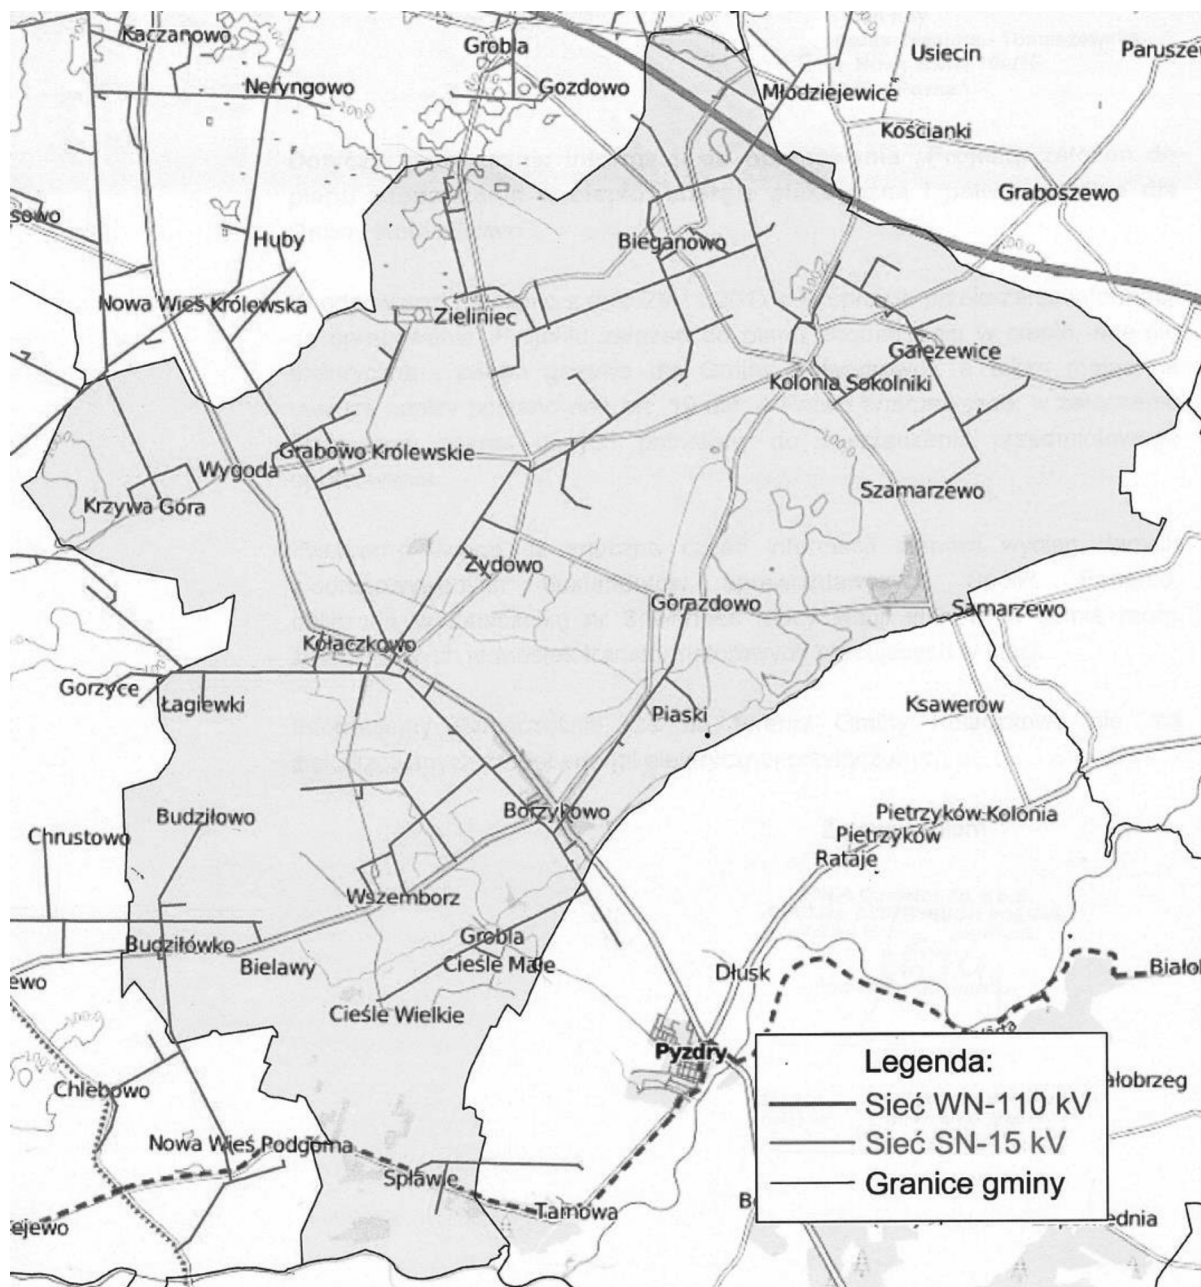 Kaczanowo
Grobla
Usiecin
Neryngowo
Gozdowo
Młodziejewice
Kościanki
Graboszewo
sowo
Huby
Bieganowo
Nowa Wieś Królewska
Zieliniec
Gałęzewice
Kolonia Sokolniki
Grabowo Królewskie
Wygoda
Krzywa Góra
Szamarzewo
Żydowo
Gorazdowo
Samarzewo
Kołaczkowo
Gorzyce
Łagiewki
Piaski
Ksawerów
Borzykowo
Budziłowo
Chrustowo
Pietrzyków Kolonia
Pietrzyków
Rataje
Wszemborz
Budziłówko
Grobla
Bielawy
Cieśle Małe
Dłusk
ewo
Cieśle Wielkie
Pyzdry
Legenda:
Sieć WN-110 kV
Sieć SN-15 kV
Granice gminy
Chlebowo
ałobrzeg
Nowa Wieś Podgórna
Spławie
Tarnowa
ejewo
ednia